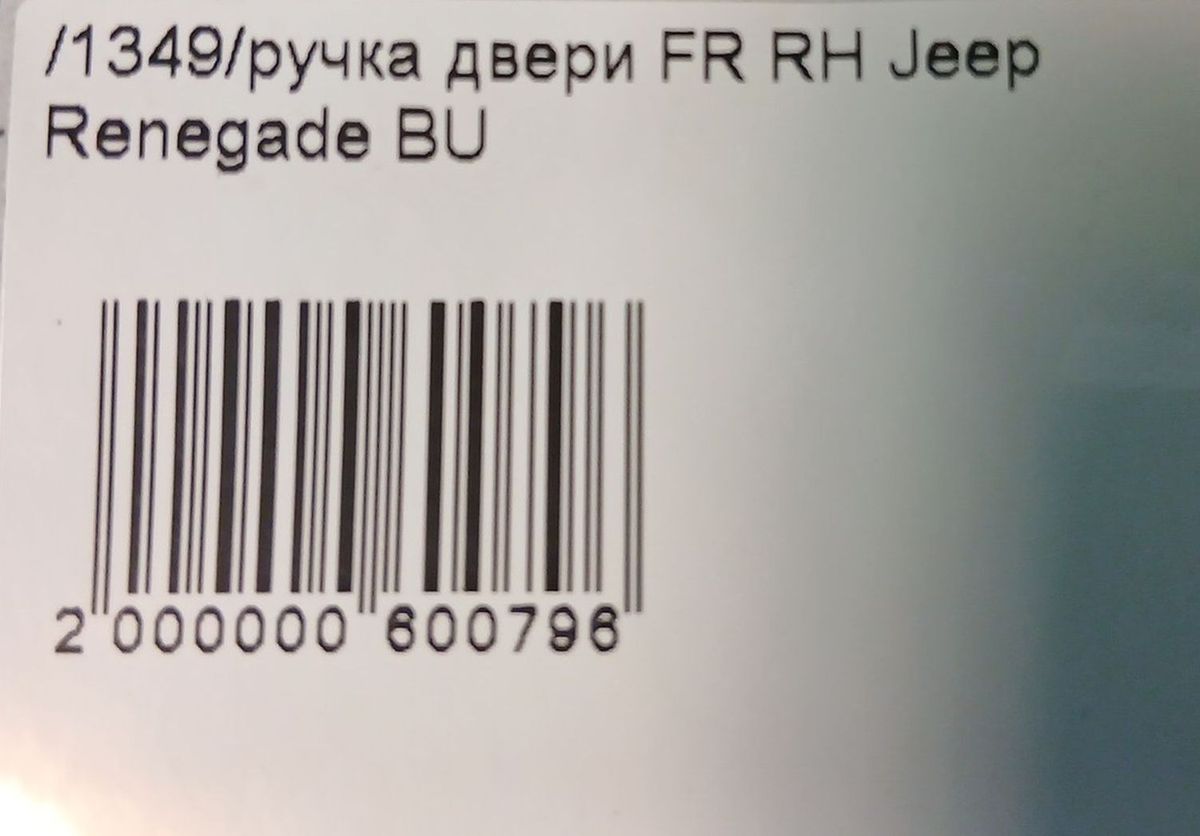 /1349/ручка двери FR RH Jeep
Renegade BU
2 000000 600796